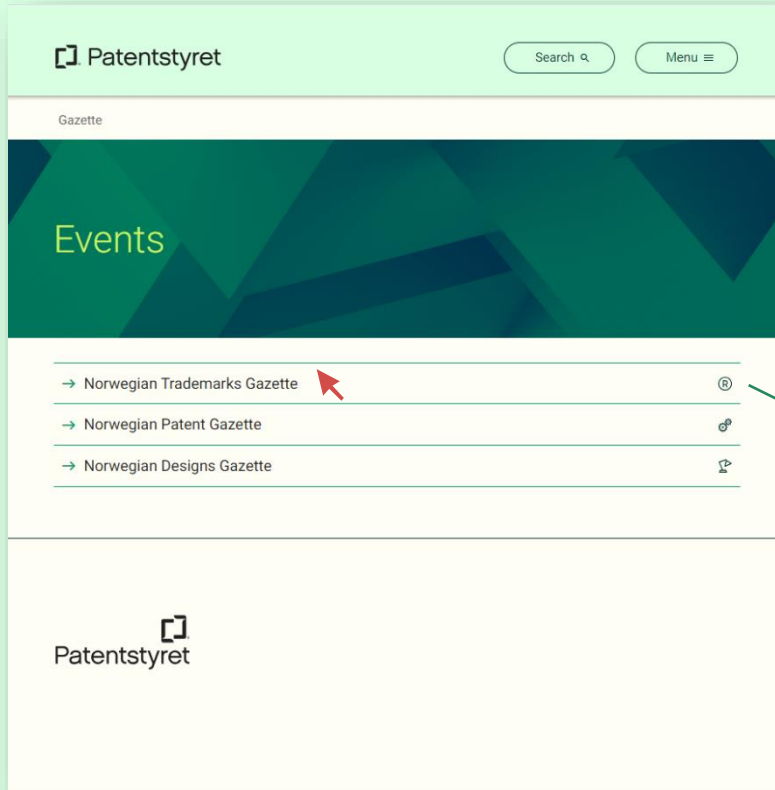 Patentstyret
Search
Menu
Gazette
Events
→ Norwegian Trademarks Gazette ®
→ Norwegian Patent Gazette
→ Norwegian Designs Gazette
Patentstyret